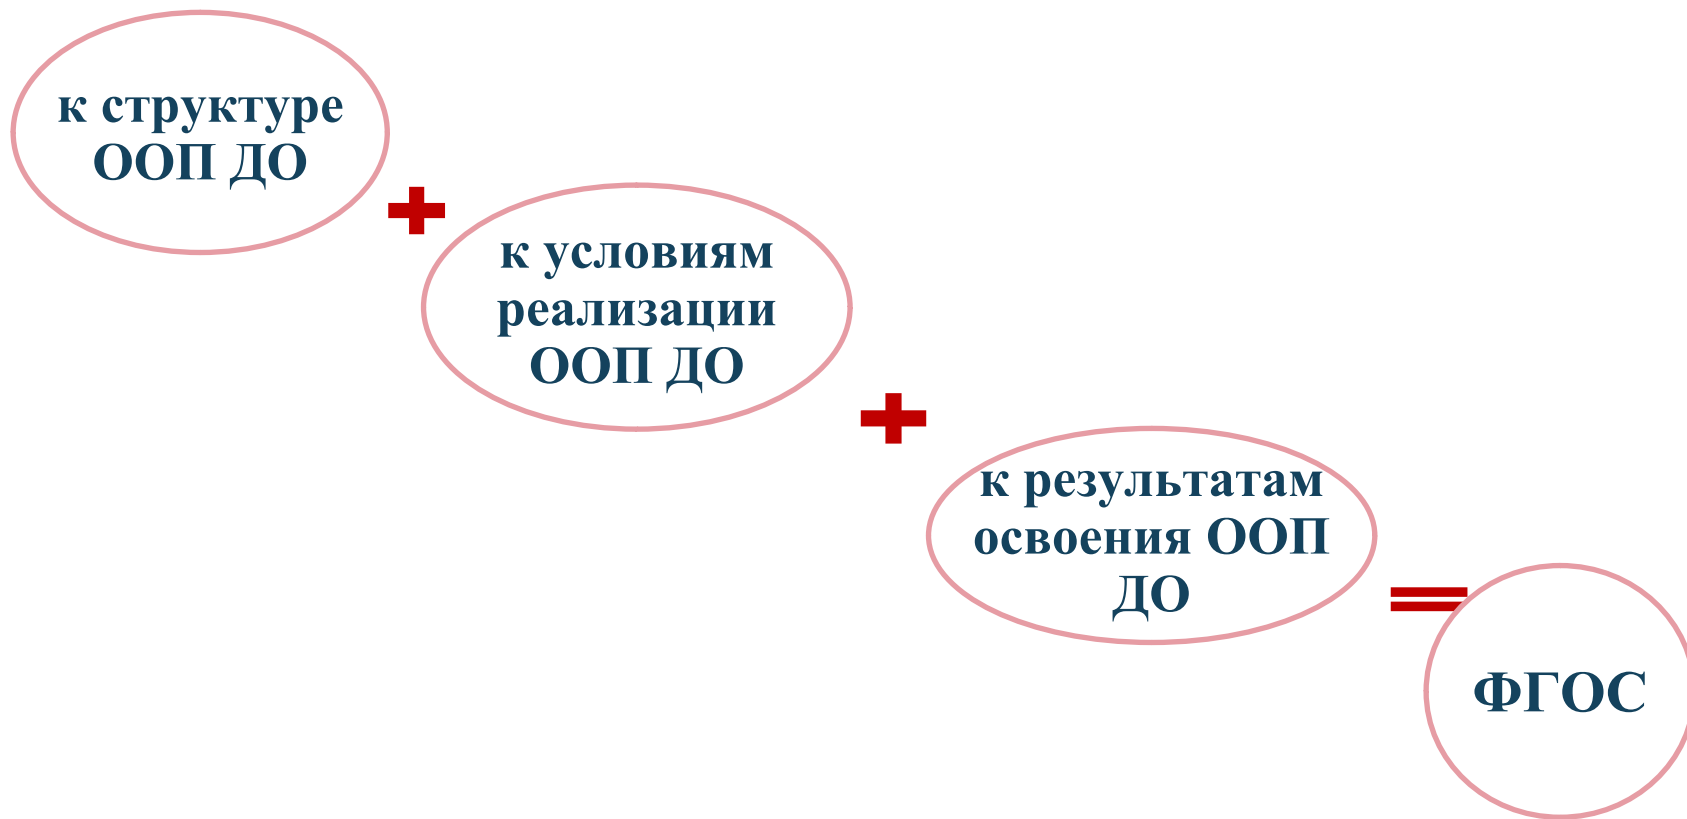 к структуре
ООП ДО
к условиям
реализации
ООП ДО
к результатам
освоения ООП
ДО
ФГОС